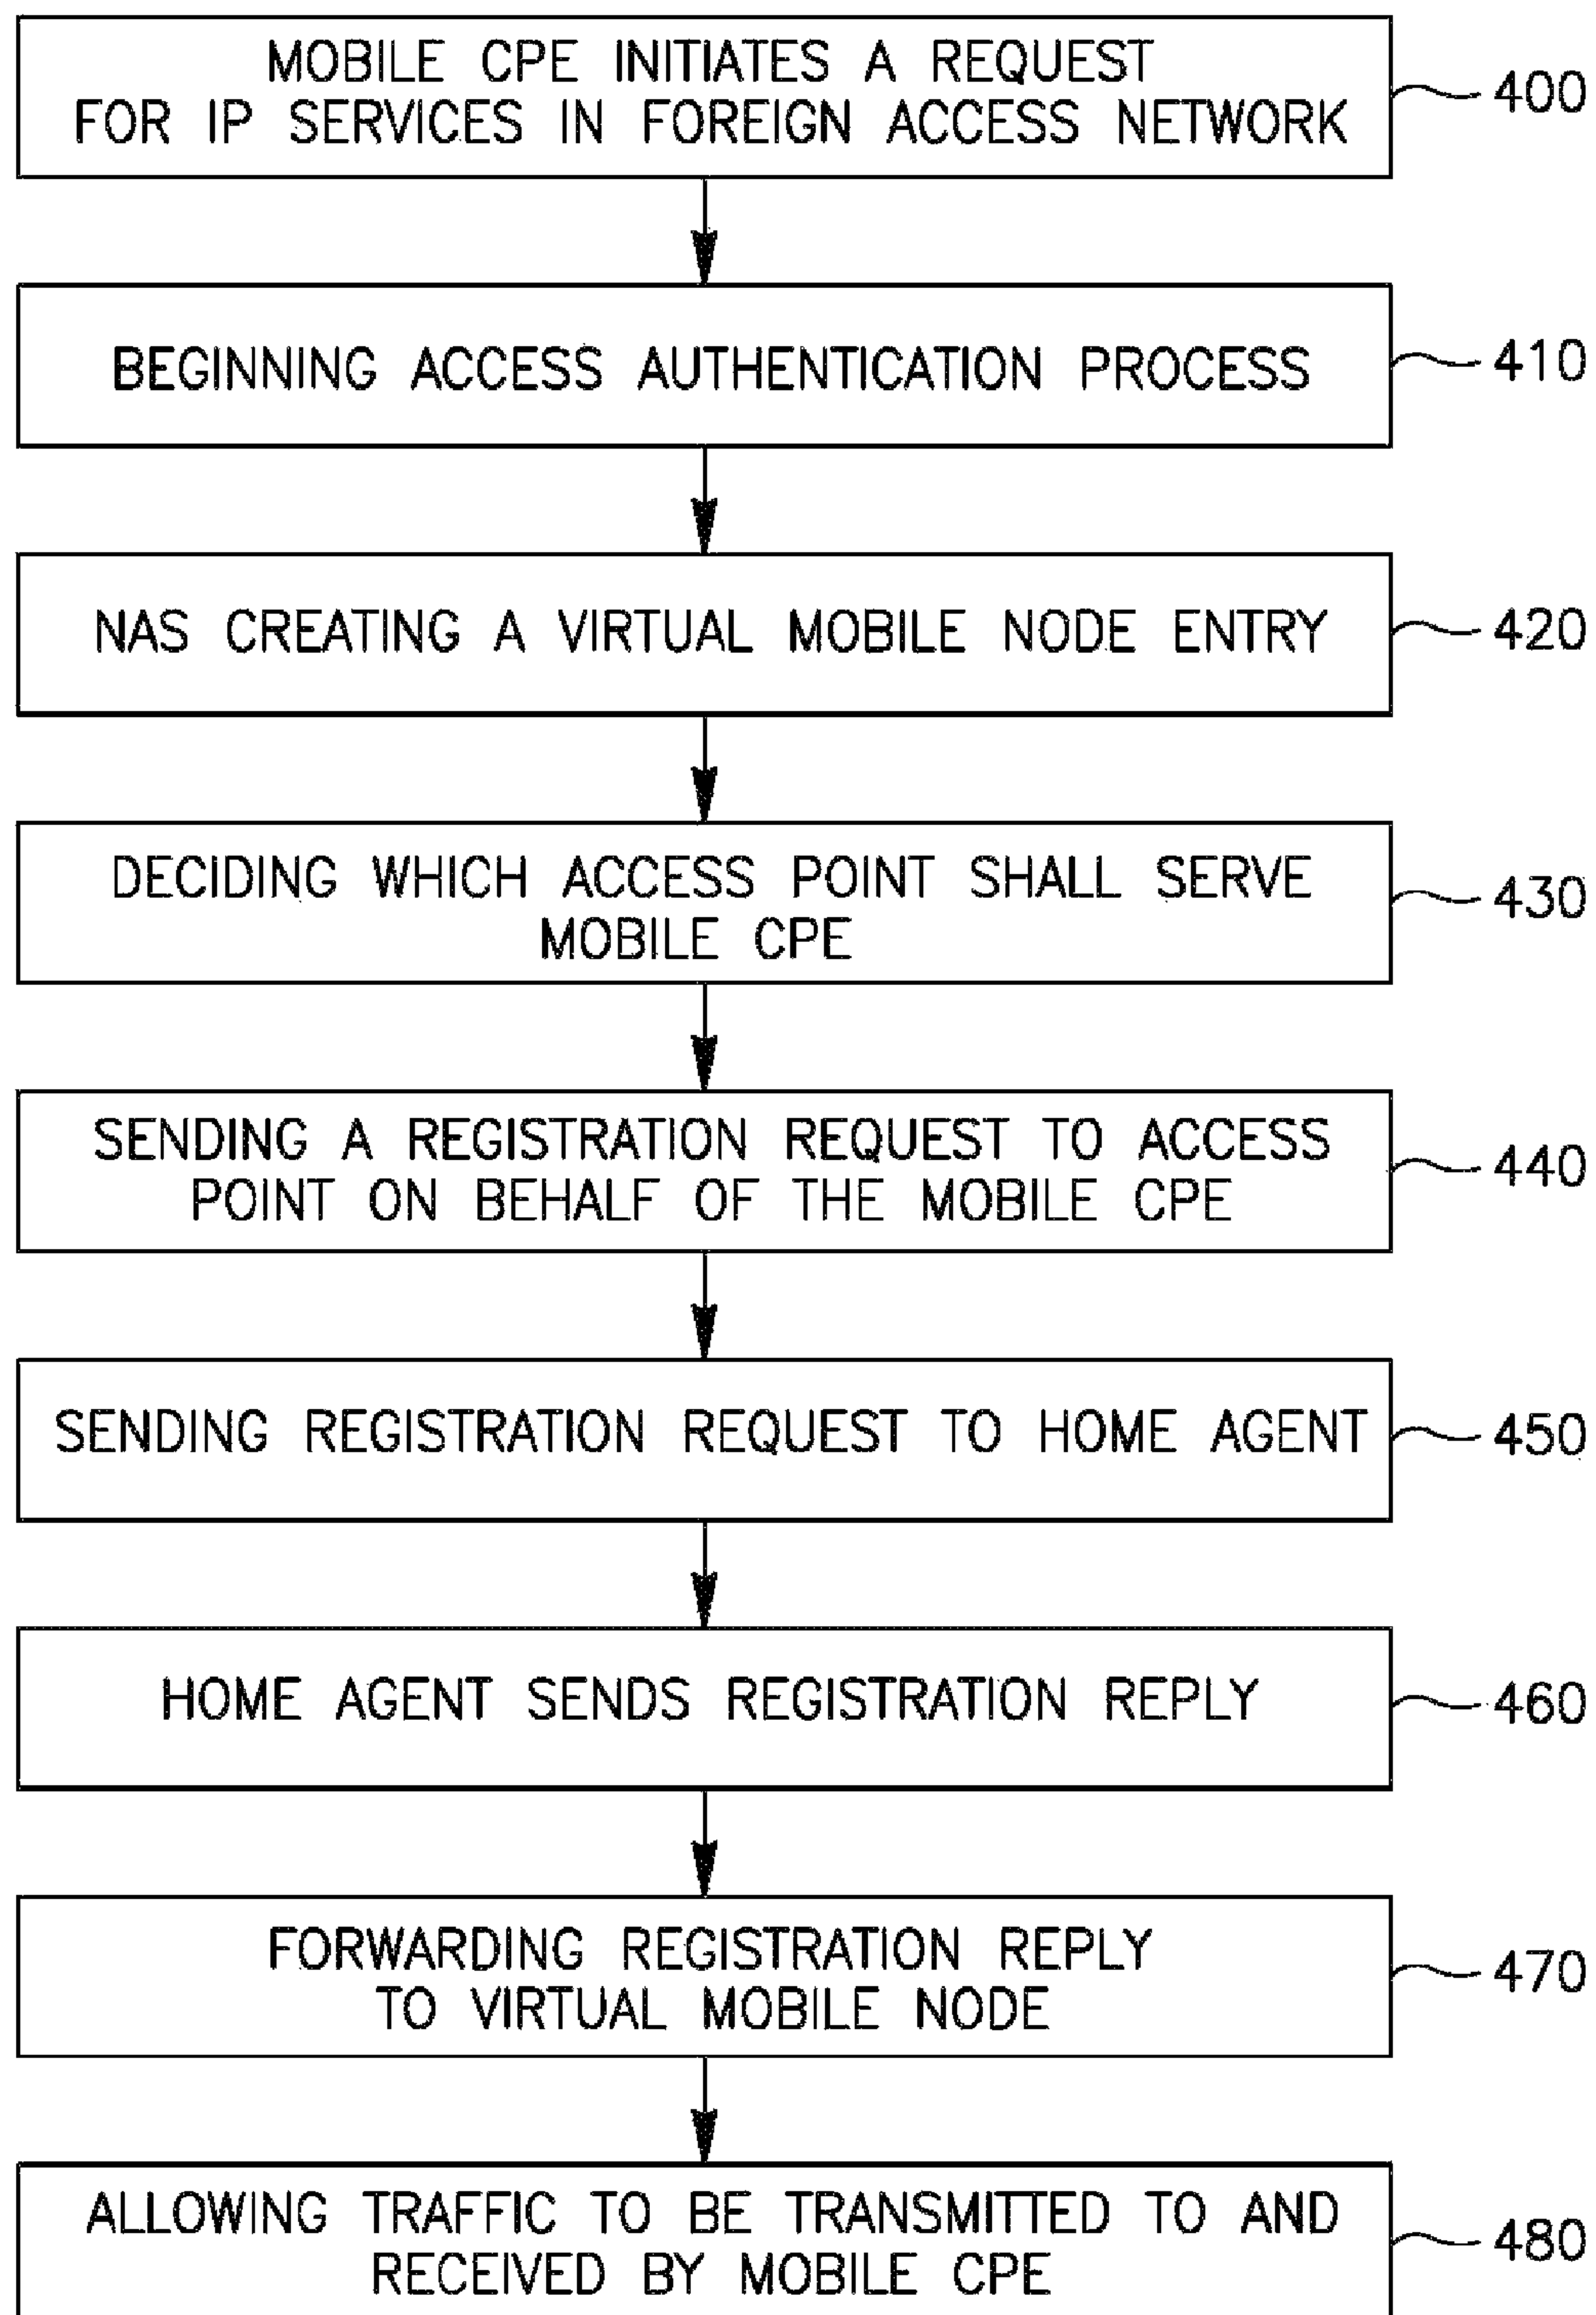 MOBILE CPE INITIATES A REQUEST
FOR IP SERVICES IN FOREIGN ACCESS NETWORK
400
BEGINNING ACCESS AUTHENTICATION PROCESS
410
NAS CREATING A VIRTUAL MOBILE NODE ENTRY
420
DECIDING WHICH ACCESS POINT SHALL SERVE
MOBILE CPE
430
SENDING A REGISTRATION REQUEST TO ACCESS
POINT ON BEHALF OF THE MOBILE CPE
440
SENDING REGISTRATION REQUEST TO HOME AGENT
450
HOME AGENT SENDS REGISTRATION REPLY
460
FORWARDING REGISTRATION REPLY
TO VIRTUAL MOBILE NODE
470
ALLOWING TRAFFIC TO BE TRANSMITTED TO AND
RECEIVED BY MOBILE CPE
480